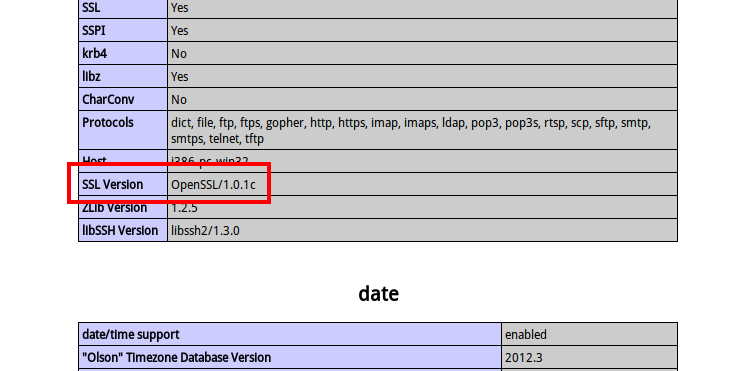 SSL Yes
SSPI Yes
krb4 No
libz Yes
CharConv No
Protocols dict, file, ftp, ftps, gopher, http, https, imap, imaps, ldap, pop3, pop3s, rtsp, scp, sftp, smtp,
smtps, telnet, tftp
Host i386-pc-win32
SSL Version OpenSSL/1.0.1c
ZLib Version 1.2.5
libSSH Version libssh2/1.3.0
date
date/time support enabled
"Olson" Timezone Database Version 2012.3